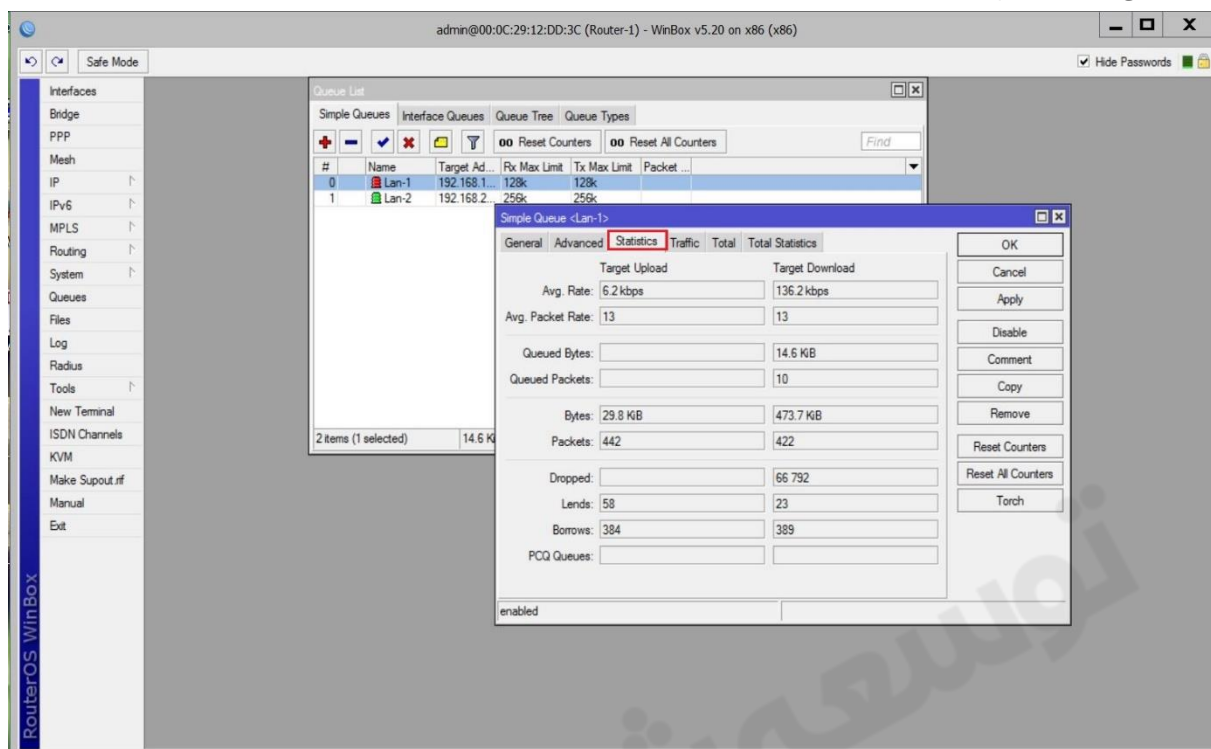 admin@00:0C:29:12:DD:3C (Router-1) - WinBox v5.20 on x86 (x86)
Safe Mode
Hide Passwords
Interfaces
Bridge
PPP
Mesh
IP
IPv6
MPLS
Routing
System
Queues
Files
Log
Radius
Tools
New Terminal
ISDN Channels
KVM
Make Supout.rif
Manual
Exit
RouterOS WinBox
Queue List
Simple Queues Interface Queues Queue Tree Queue Types
00 Reset Counters 00 Reset All Counters Find
# Name Target Ad... Rx Max Limit Tx Max Limit Packet ...
0 Lan-1 192.168.1... 128k 128k
1 Lan-2 192.168.2... 256k 256k
2 items (1 selected) 14.6
Simple Queue <Lan-1>
General Advanced Statistics Traffic Total Total Statistics
Target Upload Target Download
Avg. Rate: 6.2 kbps 136.2 kbps
Avg. Packet Rate: 13 13
Queued Bytes: 14.6 KiB
Queued Packets: 10
Bytes: 29.8 KiB 473.7 KiB
Packets: 442 422
Dropped: 66 792
Lends: 58 23
Borrows: 384 389
PCQ Queues:
enabled
OK
Cancel
Apply
Disable
Comment
Copy
Remove
Reset Counters
Reset All Counters
Torch